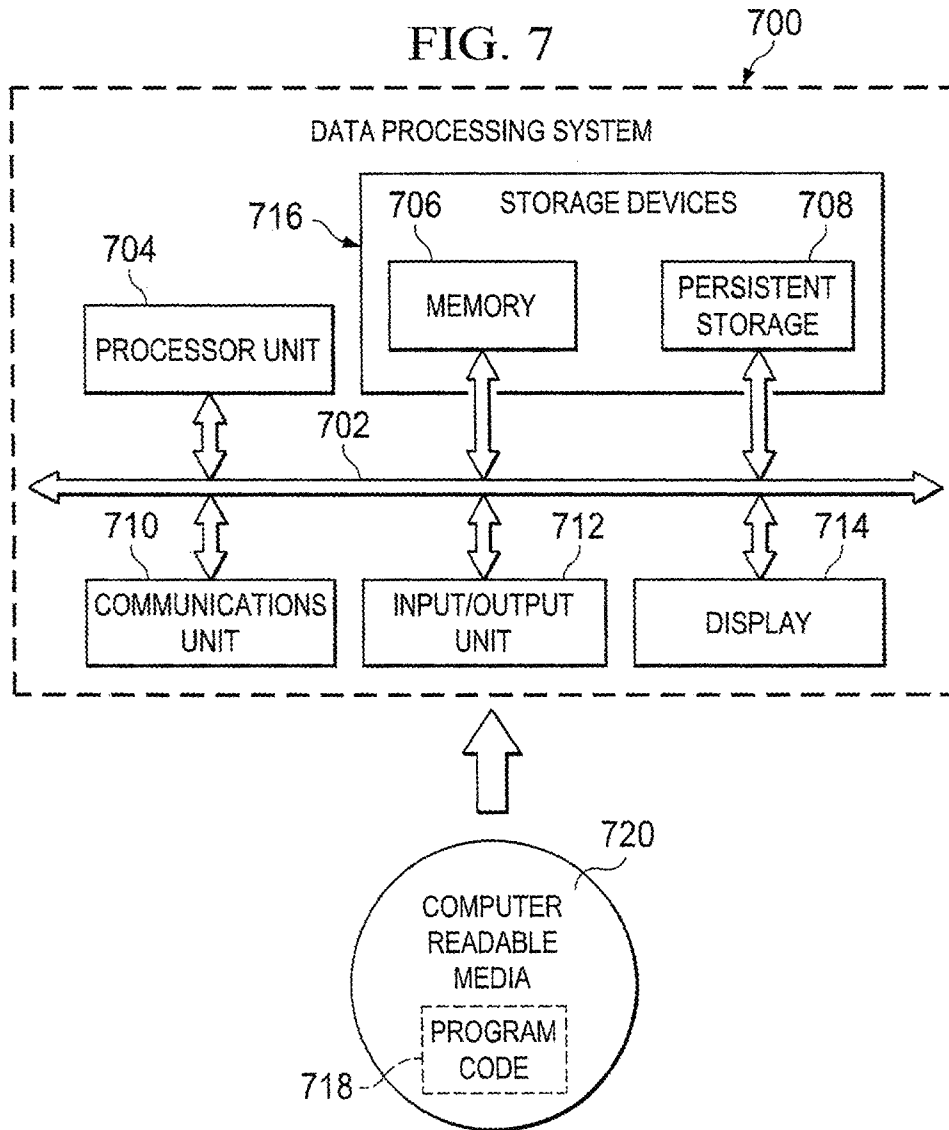 FIG. 7
700
DATA PROCESSING SYSTEM
716
706
STORAGE DEVICES
708
704
MEMORY
PERSISTENT
STORAGE
PROCESSOR UNIT
702
710
712
714
COMMUNICATIONS
UNIT
INPUT/OUTPUT
UNIT
DISPLAY
720
COMPUTER
READABLE
MEDIA
PROGRAM
CODE
718